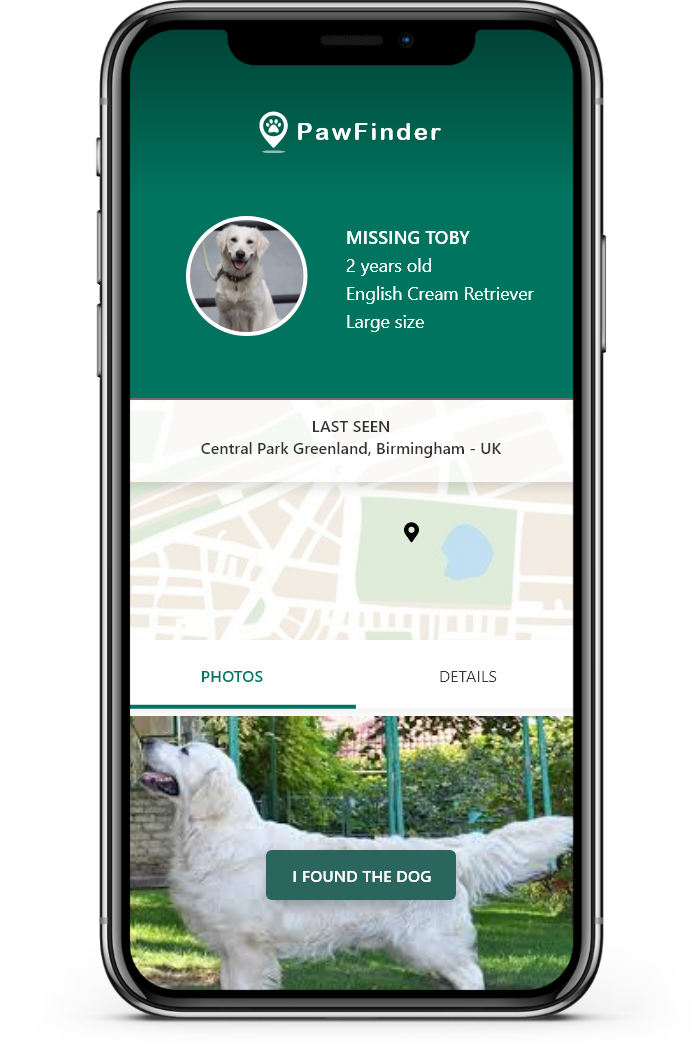 PawFinder
MISSING TOBY
2 years old
English Cream Retriever
Large size
LAST SEEN
Central Park Greenland, Birmingham - UK
PHOTOS
DETAILS
I FOUND THE DOG